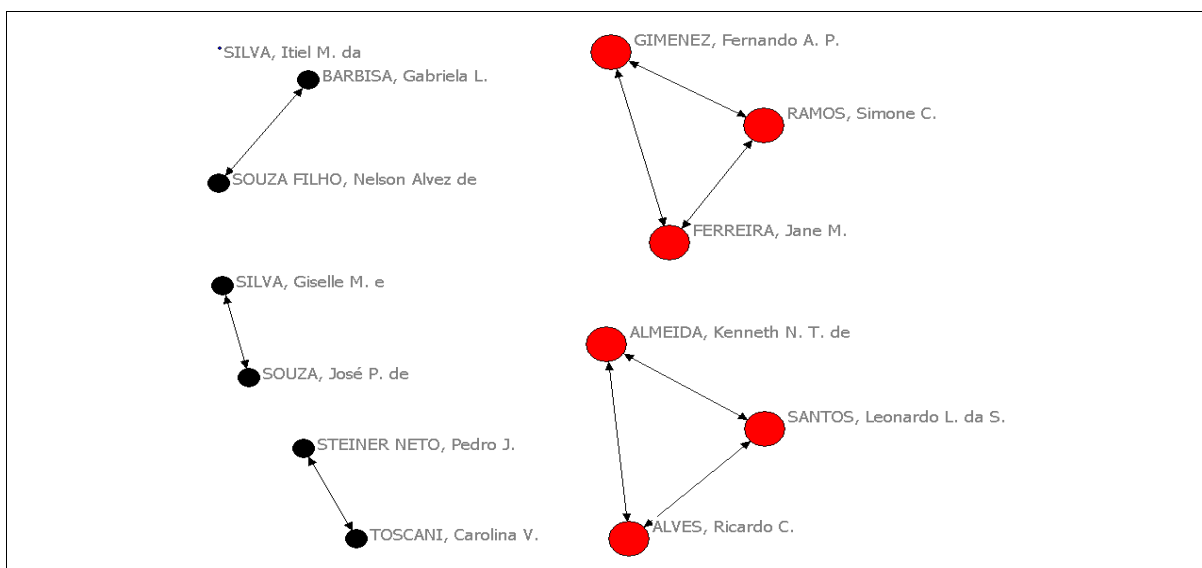 SILVA, Itiel M. da
BARBISA, Gabriela L.
SOUZA FILHO, Nelson Alvez de
SILVA, Giselle M. e
SOUZA, José P. de
STEINER NETO, Pedro J.
TOSCANI, Carolina V.
GIMENEZ, Fernando A. P.
RAMOS, Simone C.
FERREIRA, Jane M.
ALMEIDA, Kenneth N. T. de
SANTOS, Leonardo L. da S.
ALVES, Ricardo C.